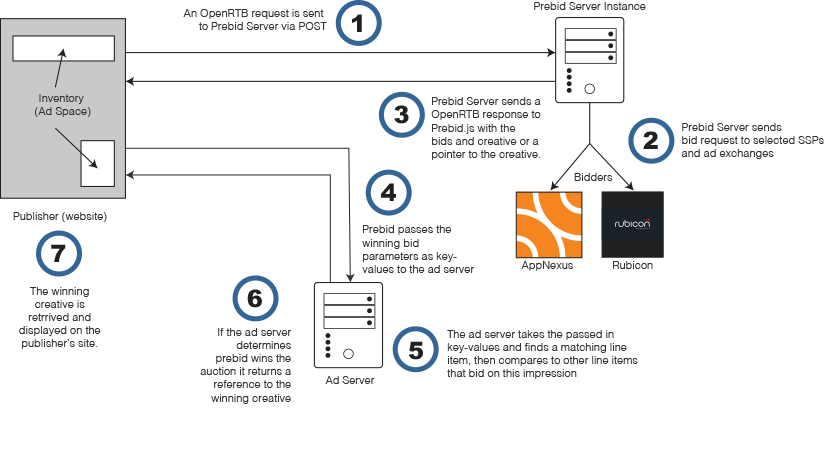 An OpenRTB request is sent
to Prebid Server via POST
1
Prebid Server Instance
Inventory
(Ad Space)
3
Prebid Server sends a
OpenRTB response to
Prebid.js with the
bids and creative or a
pointer to the creative.
2
Prebid Server sends
bid request to selected SSPs
and ad exchanges
Bidders
rubicon
AppNexus
Rubicon
Publisher (website)
7
The winning
creative is
retrrived and
displayed on the
publisher's site.
4
Prebid passes the
winning bid
parameters as key-
values to the ad server
6
If the ad server
determines
prebid wins the
auction it returns a
reference to the
winning creative
Ad Server
5
The ad server takes the passed in
key-values and finds a matching line
item, then compares to other line items
that bid on this impression